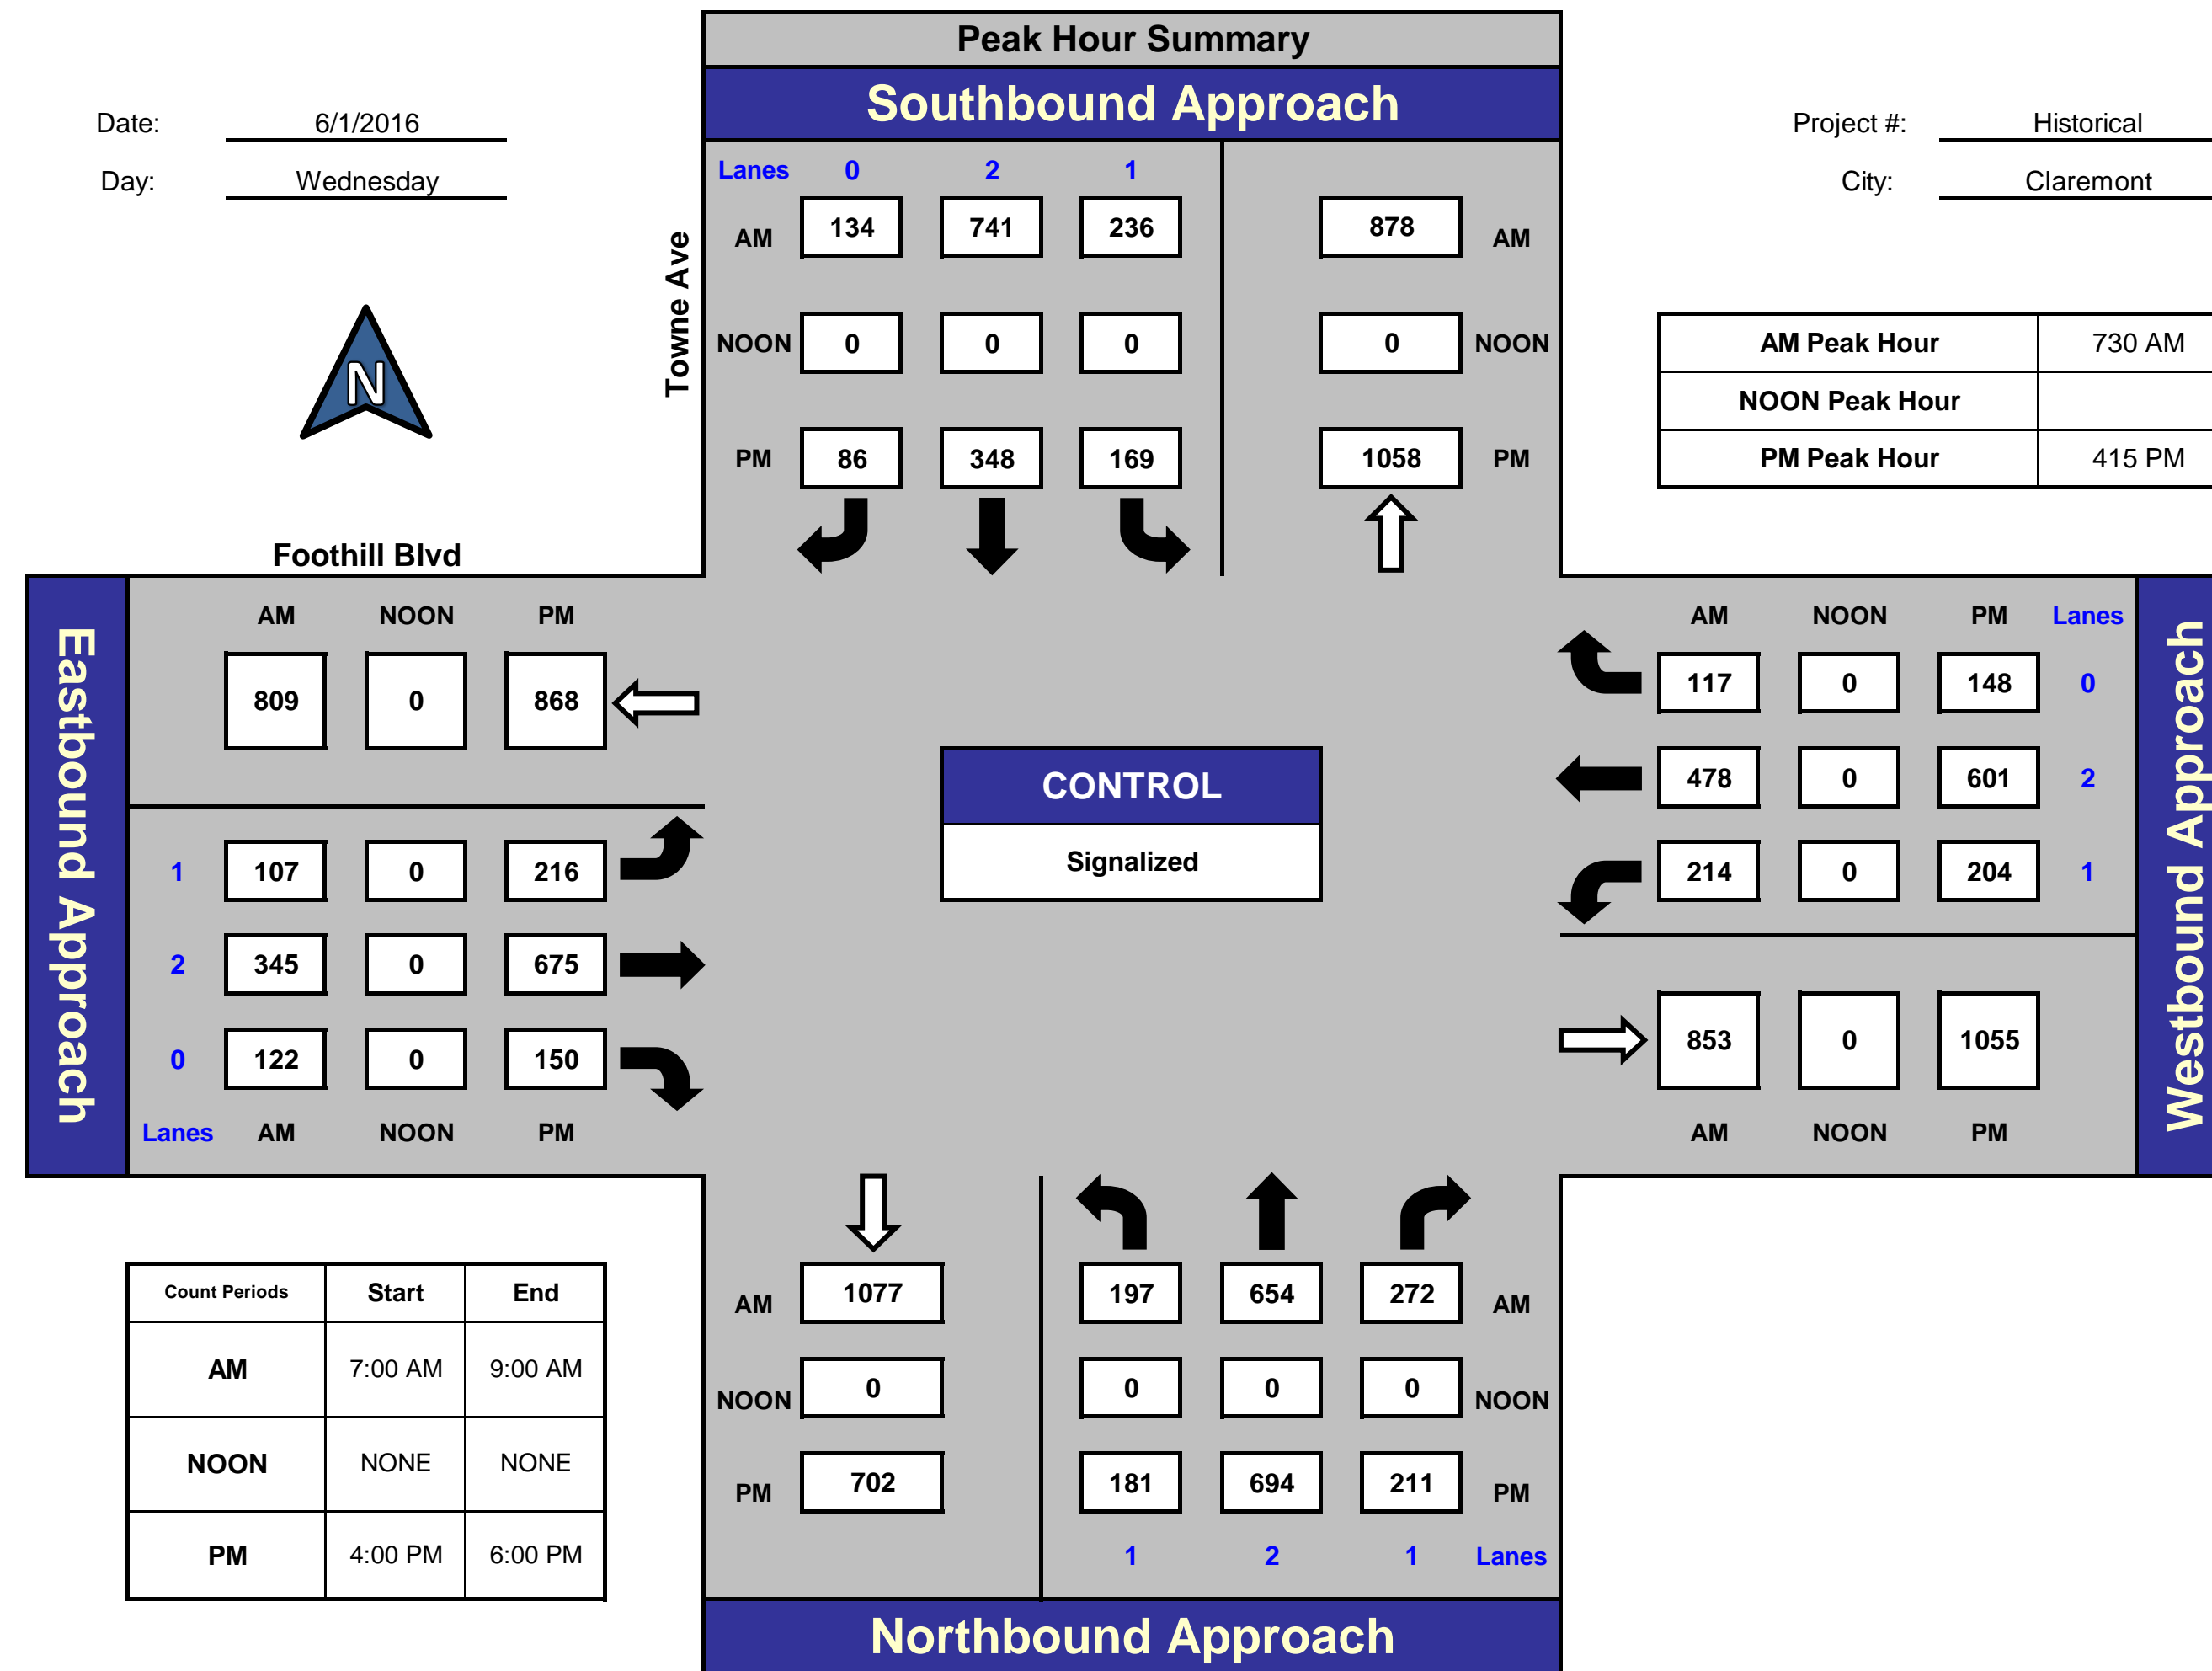 Peak Hour Summary
Southbound Approach
Date: 6/1/2016
Day: Wednesday
Project #: Historical
City: Claremont
N
Towne Ave
Lanes 0 2 1
AM 134 741 236 878 AM
NOON 0 0 0 0 NOON
PM 86 348 169 1058 PM
AM Peak Hour 730 AM
NOON Peak Hour
PM Peak Hour 415 PM
Foothill Blvd
Eastbound Approach
AM NOON PM
809 0 868
1 107 0 216
2 345 0 675
0 122 0 150
Lanes AM NOON PM
CONTROL
Signalized
AM NOON PM Lanes
117 0 148 0
478 0 601 2
214 0 204 1
853 0 1055
AM NOON PM
Westbound Approach
Count Periods Start End
AM 7:00 AM 9:00 AM
NOON NONE NONE
PM 4:00 PM 6:00 PM
AM 1077 197 654 272 AM
NOON 0 0 0 0 NOON
PM 702 181 694 211 PM
1 2 1 Lanes
Northbound Approach